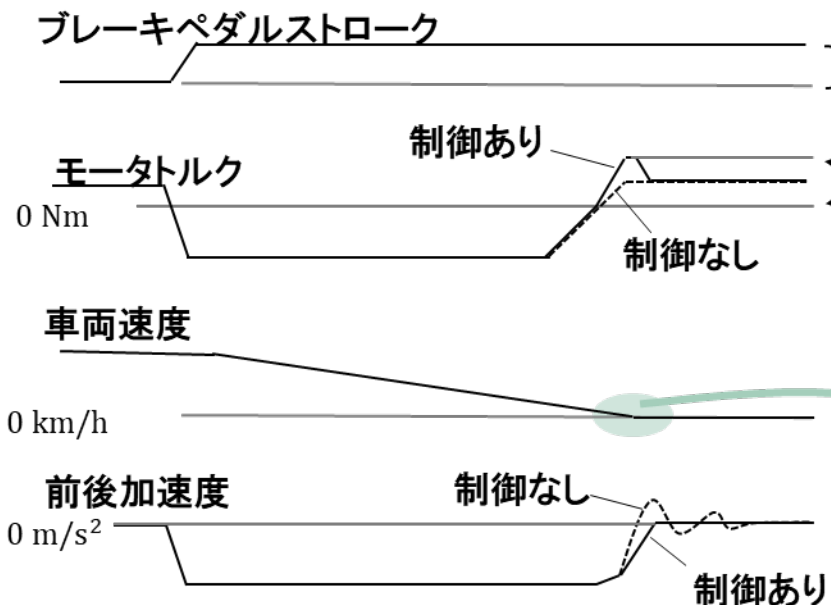 ブレーキペダルストローク
制御あり
モータトルク
0 Nm
制御なし
車両速度
0 km/h
前後加速度
制御なし
0 m/s²
制御あり